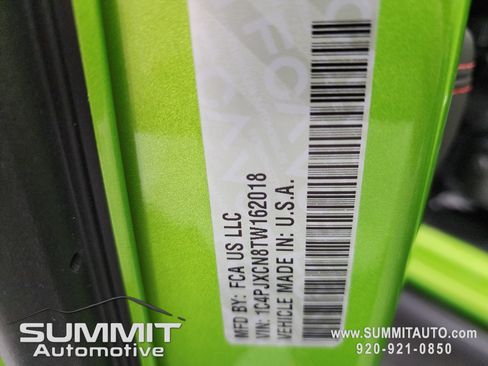 MFD BY: FCA US LLC
VIN: 1C4PJXCN8TW162018
VEHICLE MADE IN: U.S.A.
SUMMIT
Automotive
WWW.SUMMITAUTO.COM
920-921-0850